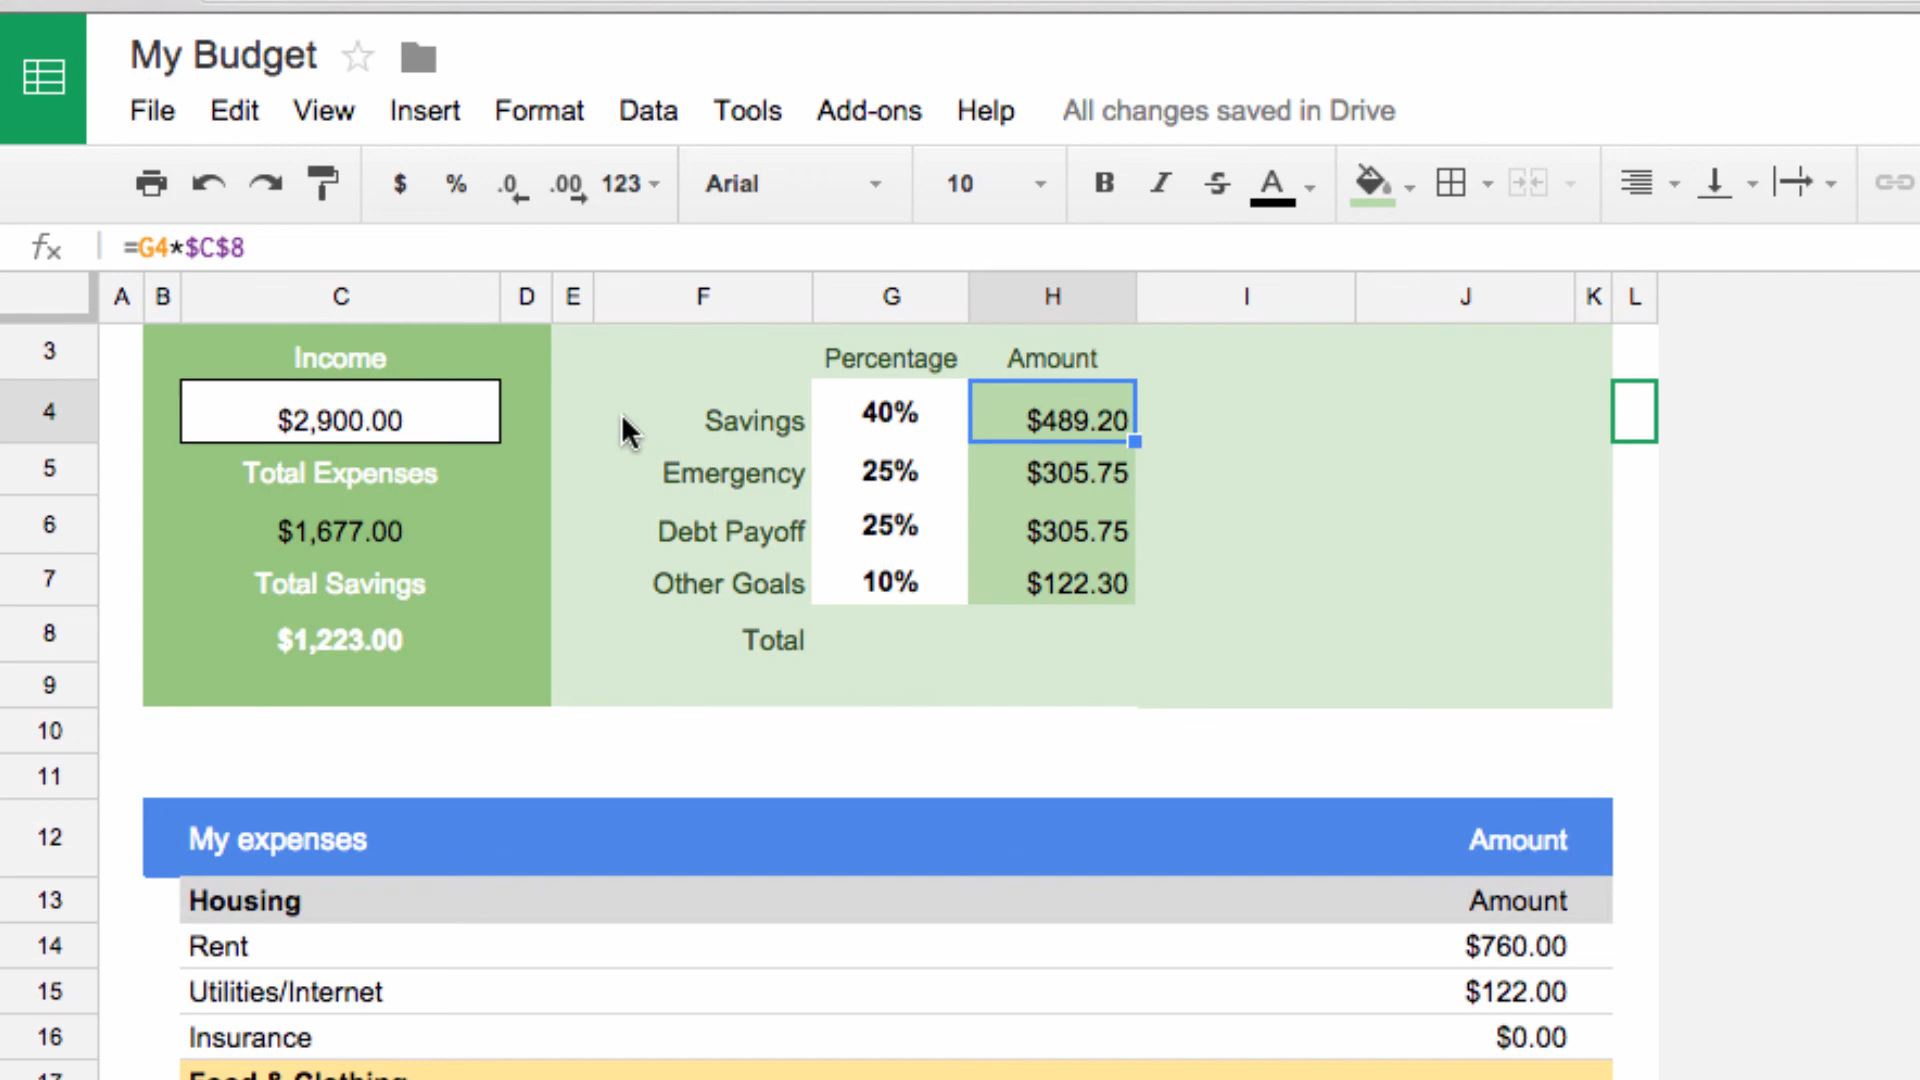 My Budget
File Edit View Insert Format Data Tools Add-ons Help All changes saved in Drive
$ % .0 .00 123 Arial 10 B I S A
fx =G4*$C$8
A B C D E F G H I J K L
3 Income Percentage Amount
4 $2,900.00 Savings 40% $489.20
5 Total Expenses Emergency 25% $305.75
6 $1,677.00 Debt Payoff 25% $305.75
7 Total Savings Other Goals 10% $122.30
8 $1,223.00 Total
9
10
11
12 My expenses Amount
13 Housing Amount
14 Rent $760.00
15 Utilities/Internet $122.00
16 Insurance $0.00
17 Food & Clothing